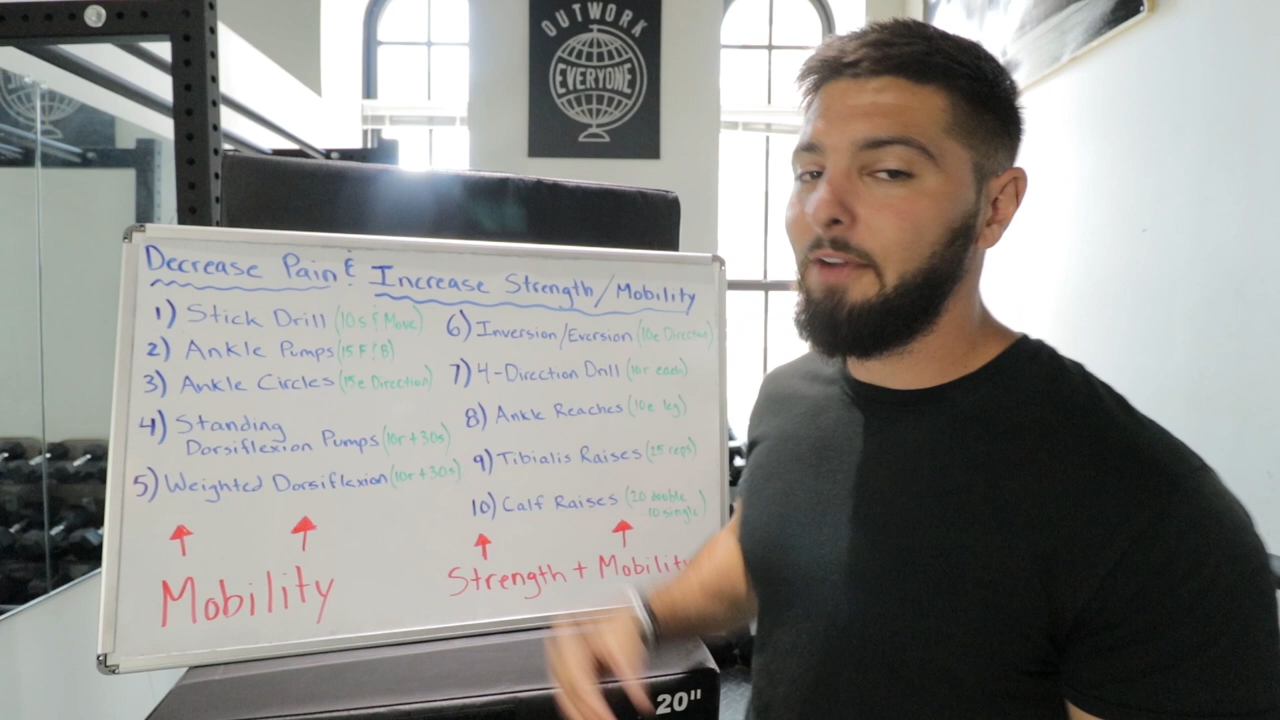 OUTWORK
EVERYONE
Decrease Pain & Increase Strength/Mobility
1) Stick Drill (10s & Move)
2) Ankle Pumps (15 F/B)
3) Ankle Circles (15e Direction)
4) Standing
Dorsiflexion Pumps (10r + 30s)
5) Weighted Dorsiflexion (10r + 30s)
Mobility
6) Inversion/Eversion (10e Direction)
7) 4-Direction Drill (10r each)
8) Ankle Reaches (10e leg)
9) Tibialis Raises (25 reps)
10) Calf Raises (20 double
10 single)
Strength + Mobility
20"